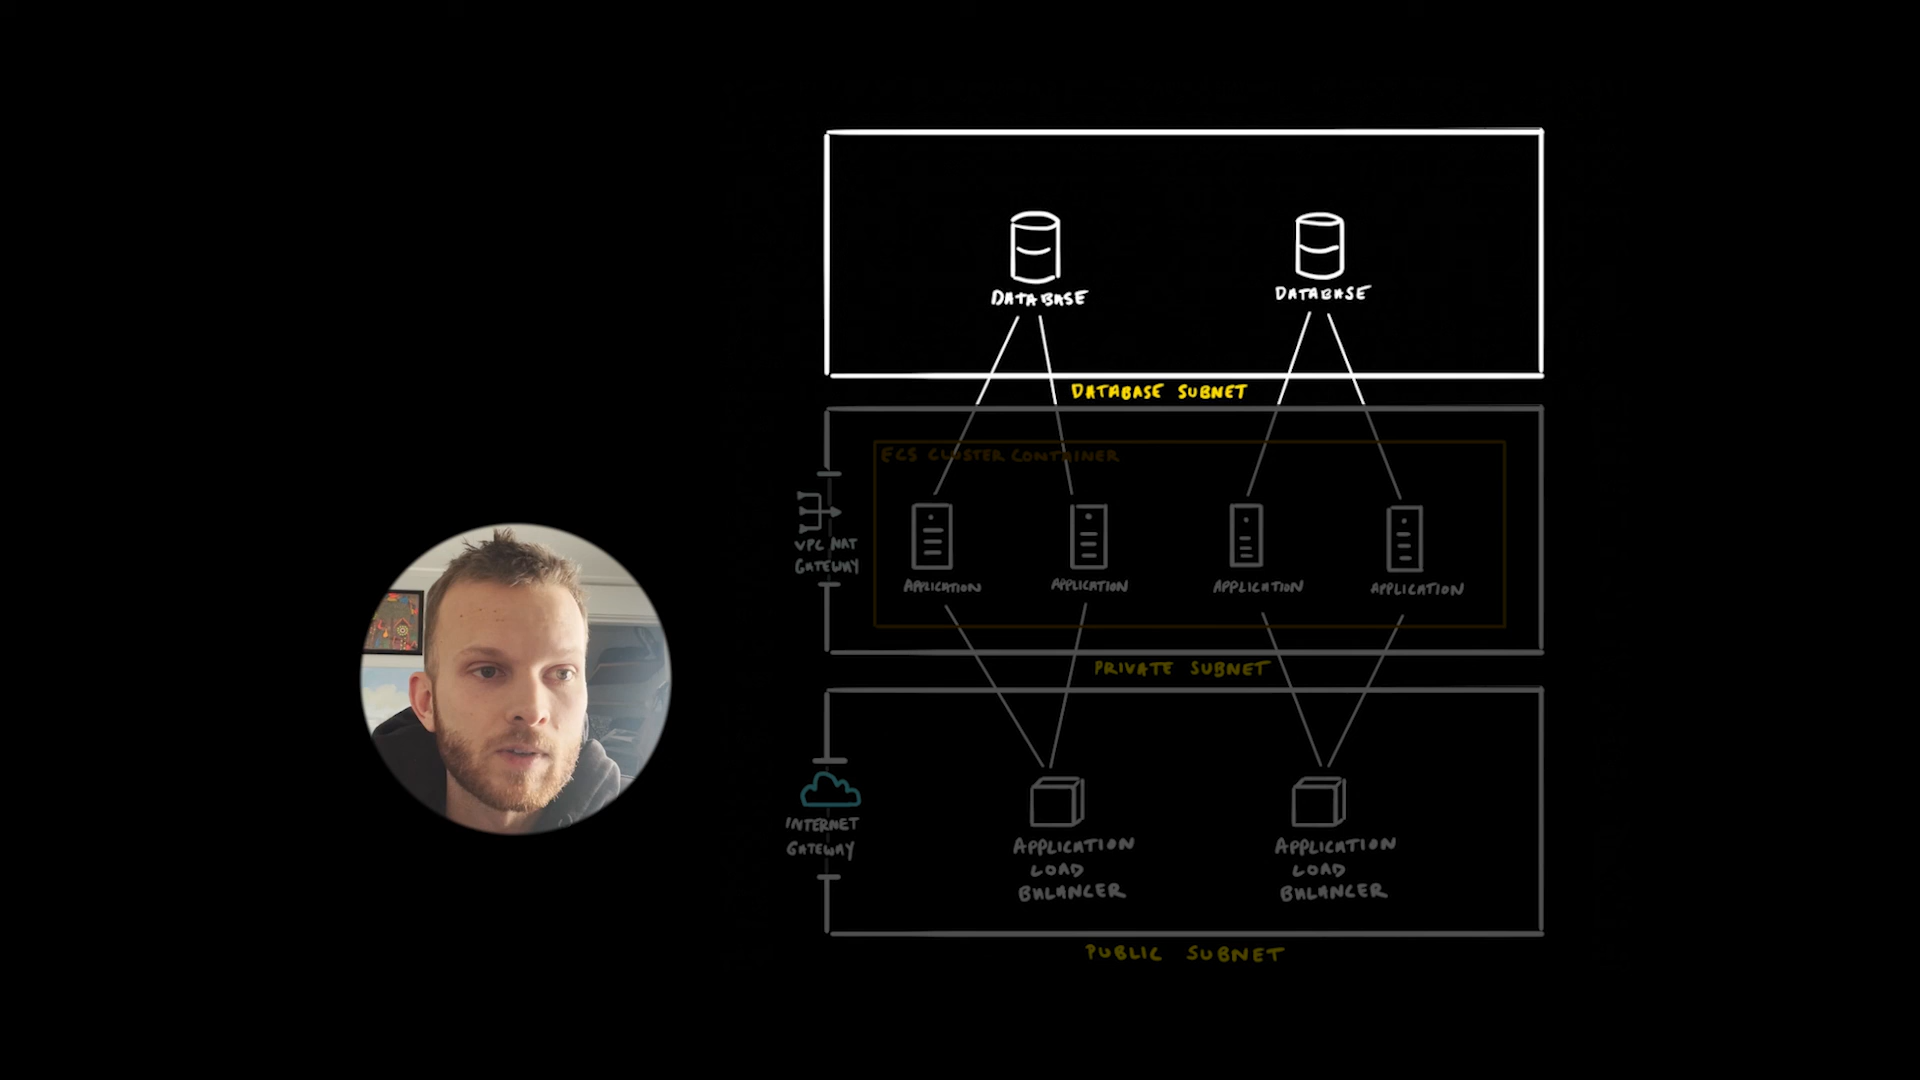 DATABASE
DATABASE
DATABASE SUBNET
ECS CLUSTER CONTAINER
VPC NAT
GATEWAY
APPLICATION
APPLICATION
APPLICATION
APPLICATION
PRIVATE SUBNET
INTERNET
GATEWAY
APPLICATION
LOAD
BALANCER
APPLICATION
LOAD
BALANCER
PUBLIC SUBNET